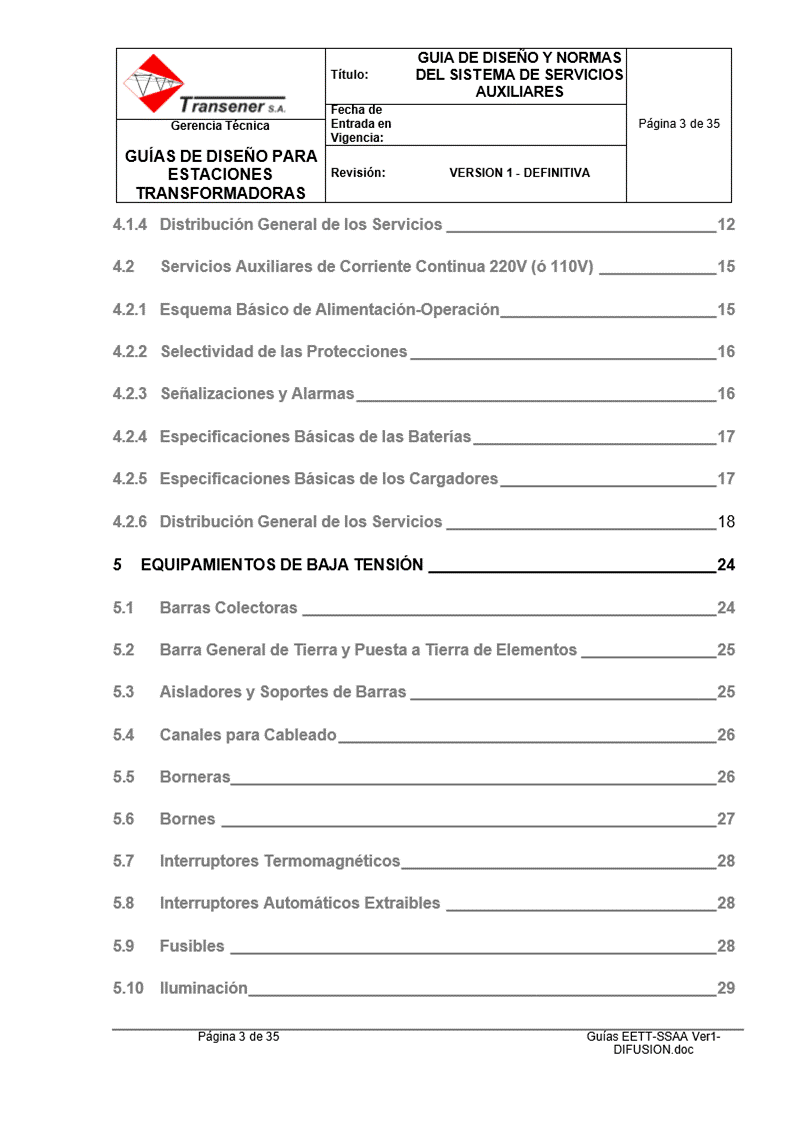 Transener S.A.
Gerencia Técnica
GUÍAS DE DISEÑO PARA
ESTACIONES
TRANSFORMADORAS
Título:
GUIA DE DISEÑO Y NORMAS
DEL SISTEMA DE SERVICIOS
AUXILIARES
Fecha de
Entrada en
Vigencia:
Revisión:
VERSION 1 - DEFINITIVA
Página 3 de 35
4.1.4 Distribución General de los Servicios 12
4.2 Servicios Auxiliares de Corriente Continua 220V (ó 110V) 15
4.2.1 Esquema Básico de Alimentación-Operación 15
4.2.2 Selectividad de las Protecciones 16
4.2.3 Señalizaciones y Alarmas 16
4.2.4 Especificaciones Básicas de las Baterías 17
4.2.5 Especificaciones Básicas de los Cargadores 17
4.2.6 Distribución General de los Servicios 18
5 EQUIPAMIENTOS DE BAJA TENSIÓN 24
5.1 Barras Colectoras 24
5.2 Barra General de Tierra y Puesta a Tierra de Elementos 25
5.3 Aisladores y Soportes de Barras 25
5.4 Canales para Cableado 26
5.5 Borneras 26
5.6 Bornes 27
5.7 Interruptores Termomagnéticos 28
5.8 Interruptores Automáticos Extraibles 28
5.9 Fusibles 28
5.10 Iluminación 29
Página 3 de 35
Guías EETT-SSAA Ver1-
DIFUSION.doc